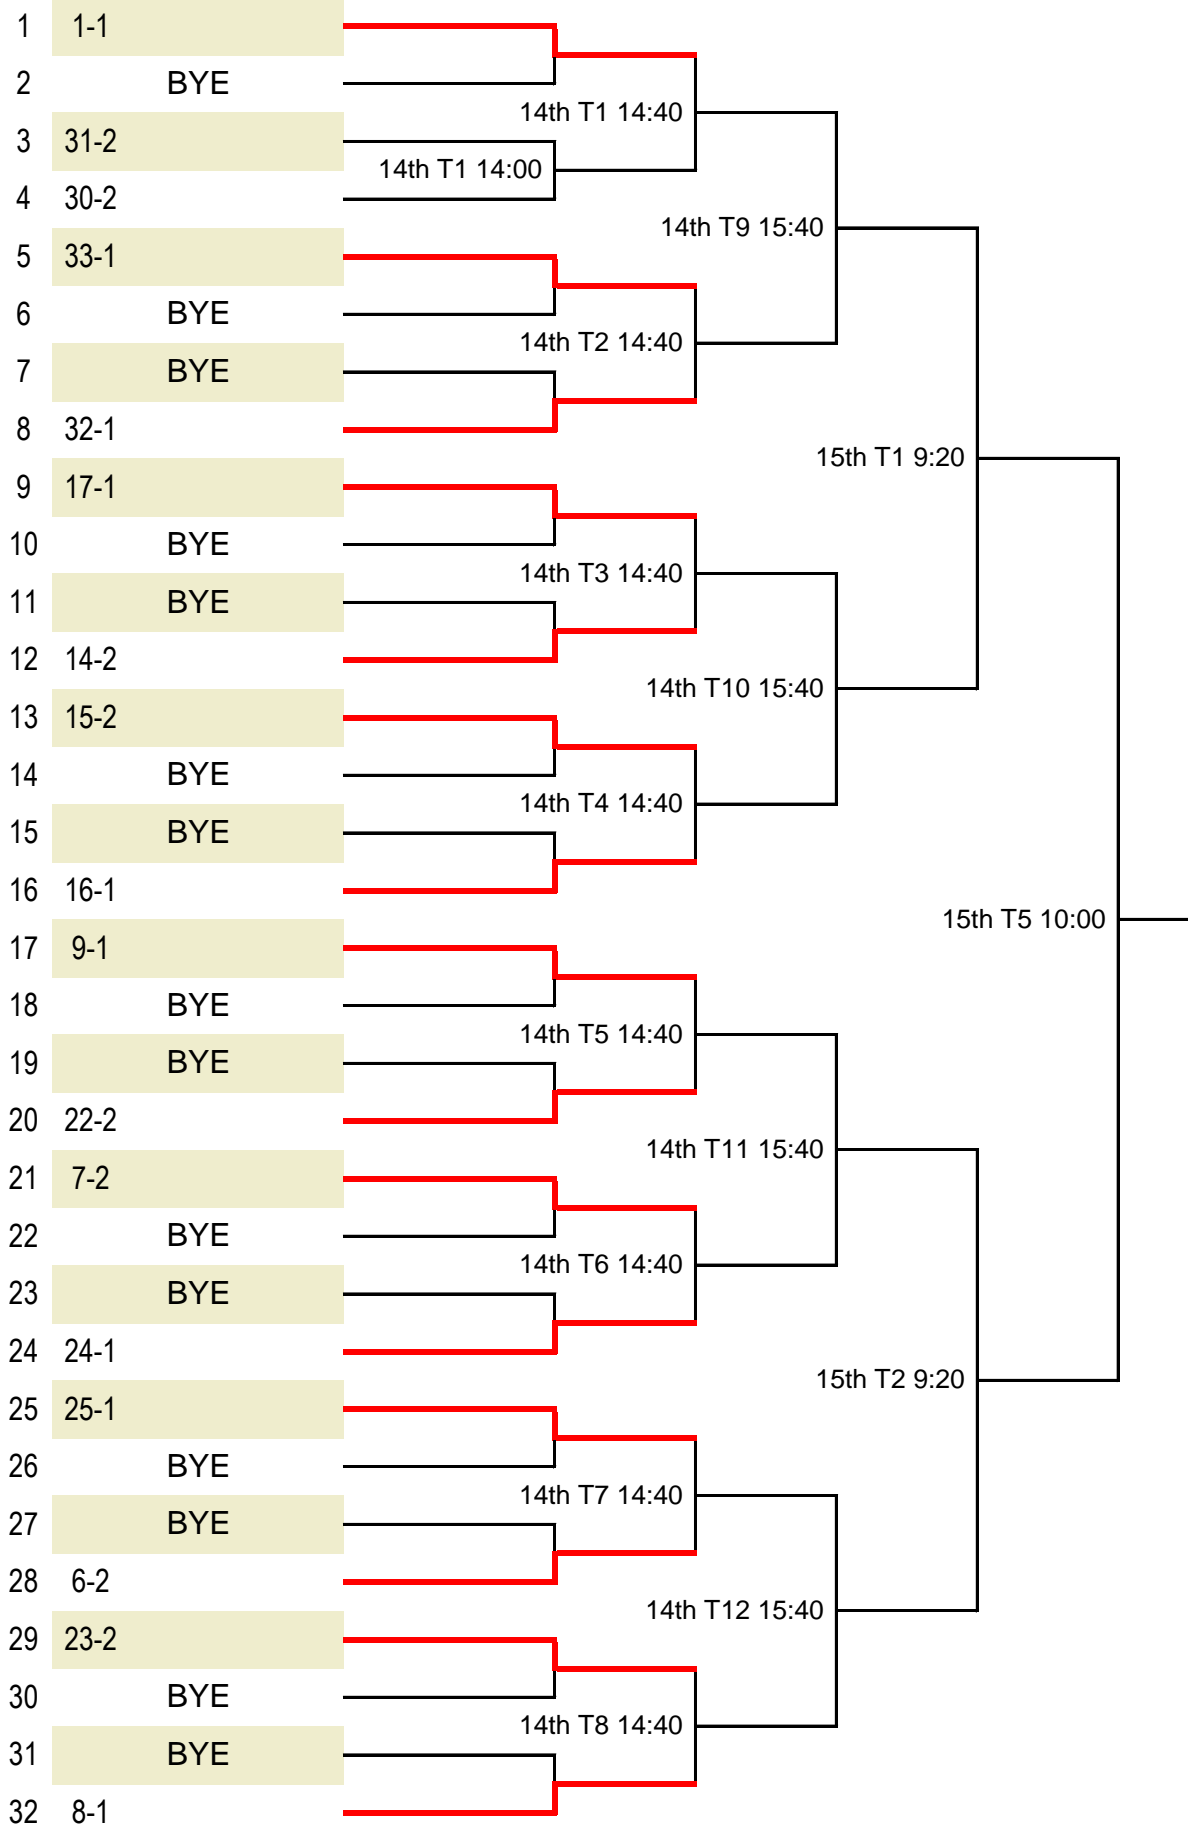 1 1-1
2 BYE
14th T1 14:40
3 31-2
14th T1 14:00
4 30-2
14th T9 15:40
5 33-1
6 BYE
14th T2 14:40
7 BYE
8 32-1
15th T1 9:20
9 17-1
10 BYE
14th T3 14:40
11 BYE
12 14-2
14th T10 15:40
13 15-2
14 BYE
14th T4 14:40
15 BYE
16 16-1
15th T5 10:00
17 9-1
18 BYE
14th T5 14:40
19 BYE
20 22-2
14th T11 15:40
21 7-2
22 BYE
14th T6 14:40
23 BYE
24 24-1
15th T2 9:20
25 25-1
26 BYE
14th T7 14:40
27 BYE
28 6-2
14th T12 15:40
29 23-2
30 BYE
14th T8 14:40
31 BYE
32 8-1